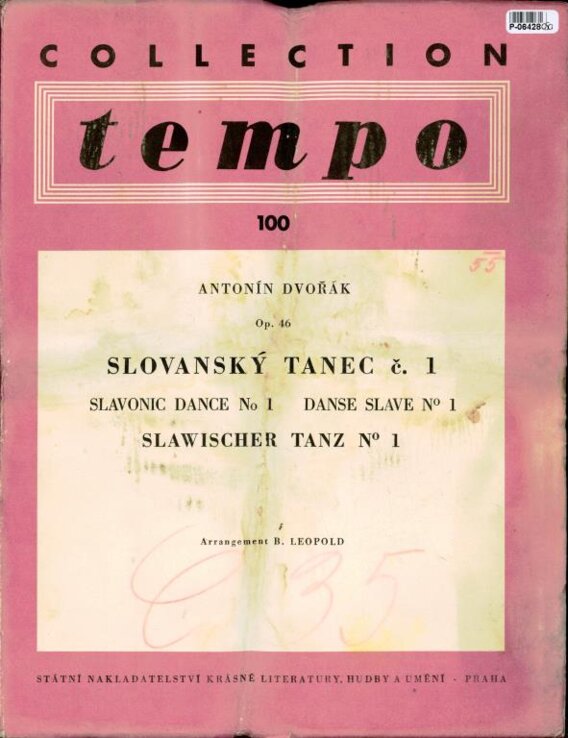 P-06428
COLLECTION
tempo
100
55
ANTONÍN DVOŘÁK
Op. 46
SLOVANSKÝ TANEC č. 1
SLAVONIC DANCE No 1 DANSE SLAVE Nº 1
SLAWISCHER TANZ Nº 1
Arrangement B. LEOPOLD
35
STÁTNÍ NAKLADATELSTVÍ KRÁSNÉ LITERATURY, HUDBY A UMĚNÍ - PRAHA